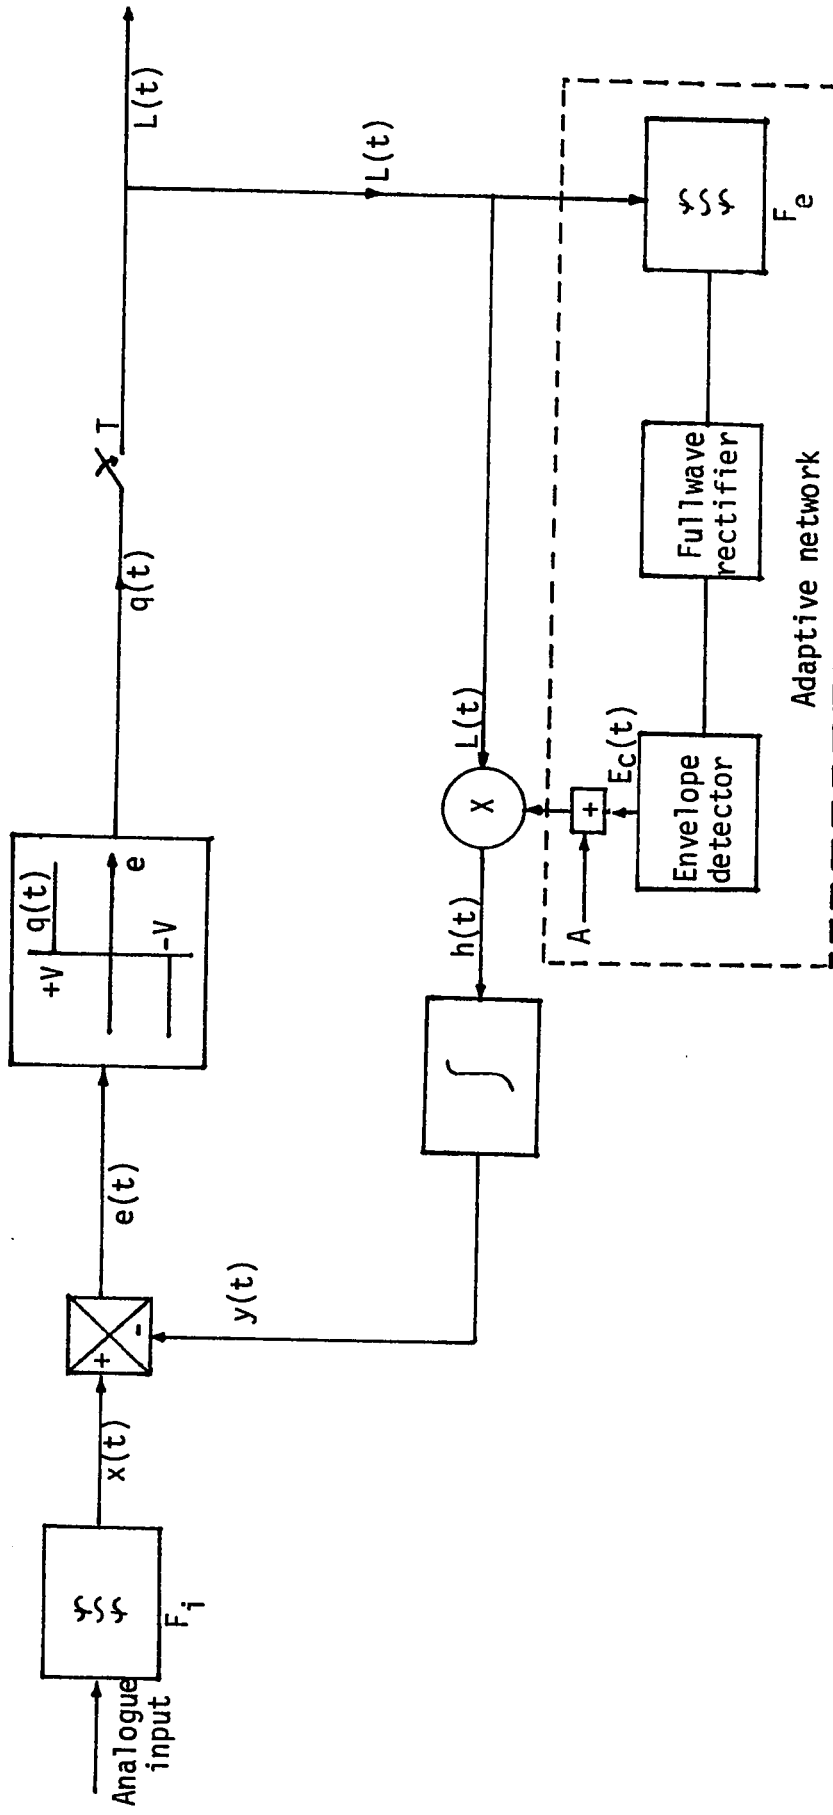 Analogue
input
F_i
x(t)
+
-
e(t)
y(t)
+V
q(t)
e
-V
q(t)
T
L(t)
L(t)
L(t)
X
h(t)
∫
A
+
E_C(t)
Envelope
detector
Fullwave
rectifier
F_e
Adaptive network